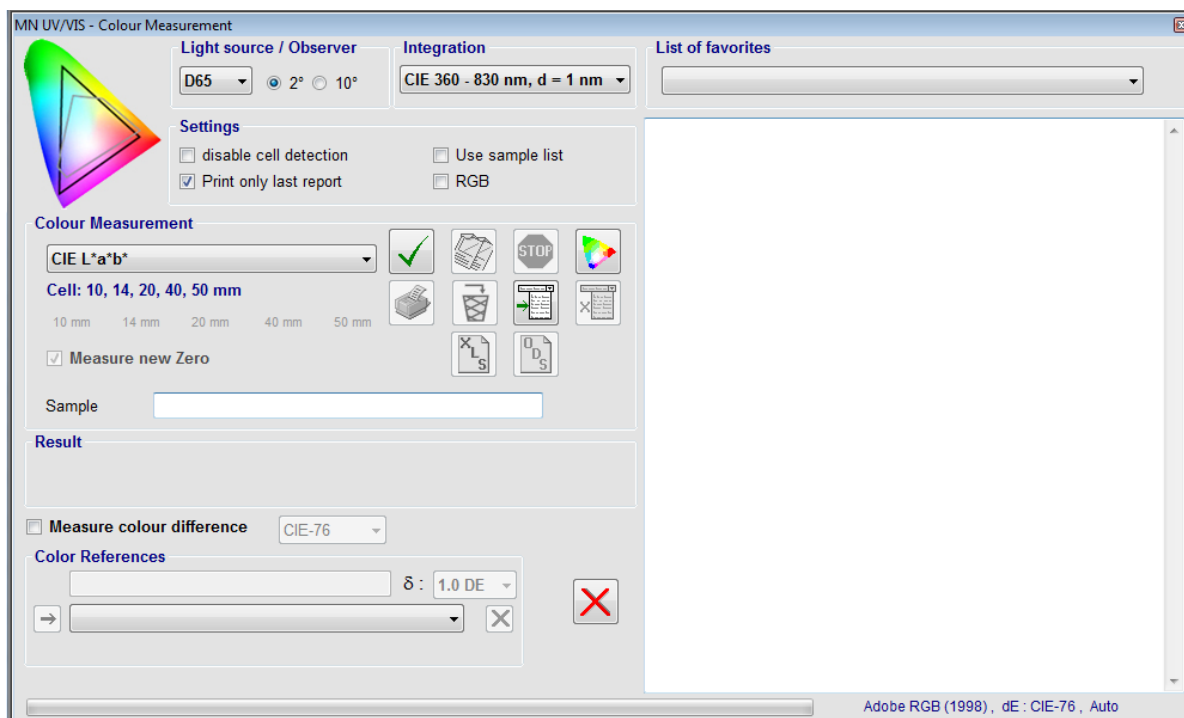 MN UV/VIS - Colour Measurement
Light source / Observer
Integration
List of favorites
D65
2°
10°
CIE 360 - 830 nm, d = 1 nm
Settings
disable cell detection
Use sample list
Print only last report
RGB
Colour Measurement
CIE L*a*b*
STOP
Cell: 10, 14, 20, 40, 50 mm
10 mm 14 mm 20 mm 40 mm 50 mm
Measure new Zero
XLS
ODS
Sample
Result
Measure colour difference
CIE-76
Color References
δ :
1.0 DE
Adobe RGB (1998) , dE : CIE-76 , Auto